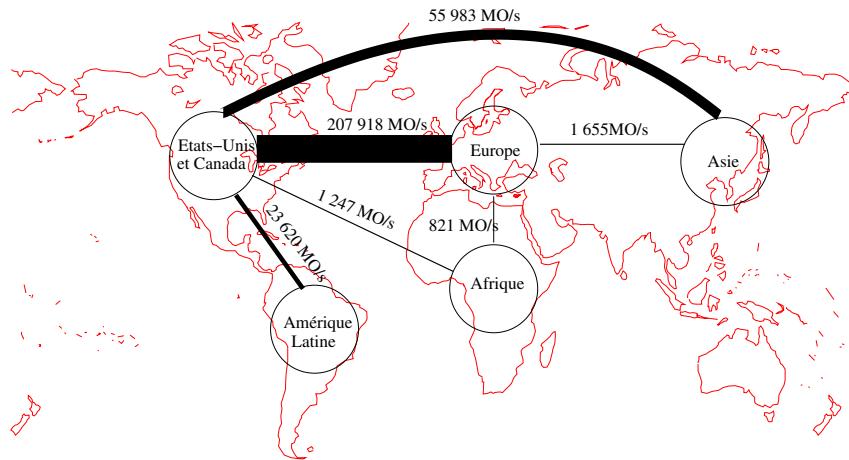 55 983 MO/s
207 918 MO/s
1 655MO/s
Etats−Unis
et Canada
Europe
Asie
1 247 MO/s
821 MO/s
23 620 MO/s
Afrique
Amérique
Latine